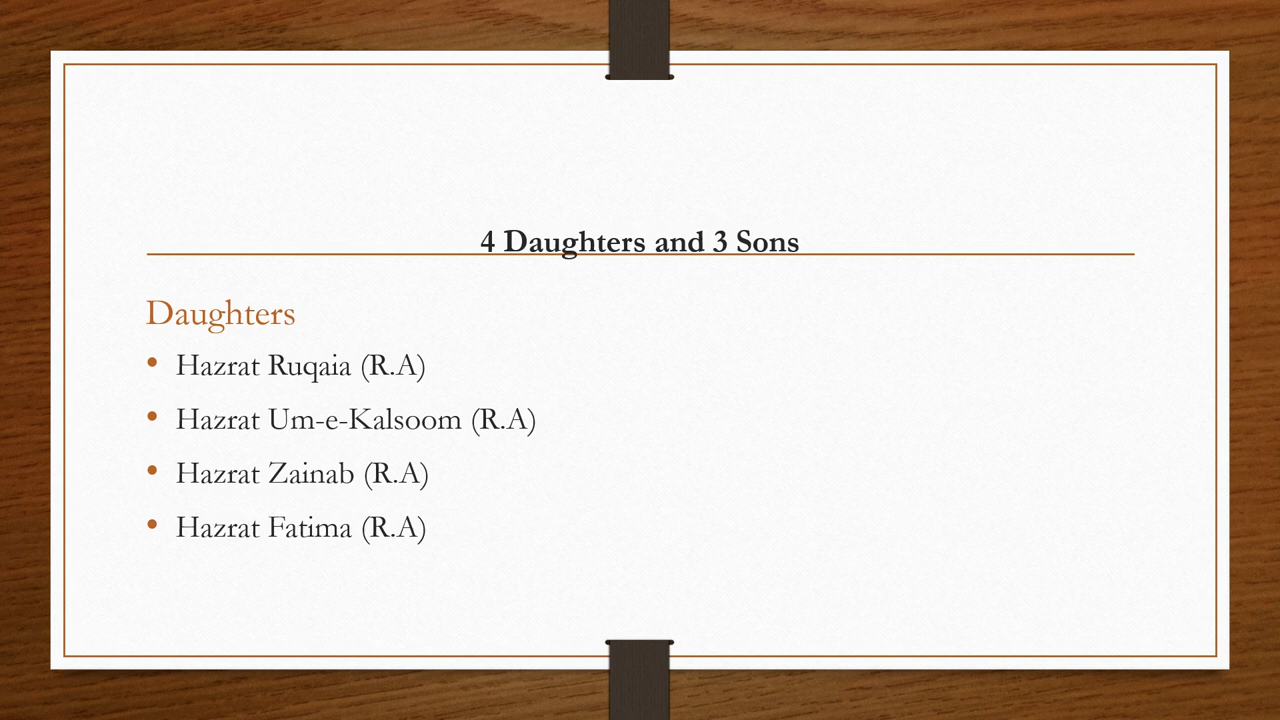 4 Daughters and 3 Sons
Daughters
• Hazrat Ruqaia (R.A)
• Hazrat Um-e-Kalsoom (R.A)
• Hazrat Zainab (R.A)
• Hazrat Fatima (R.A)